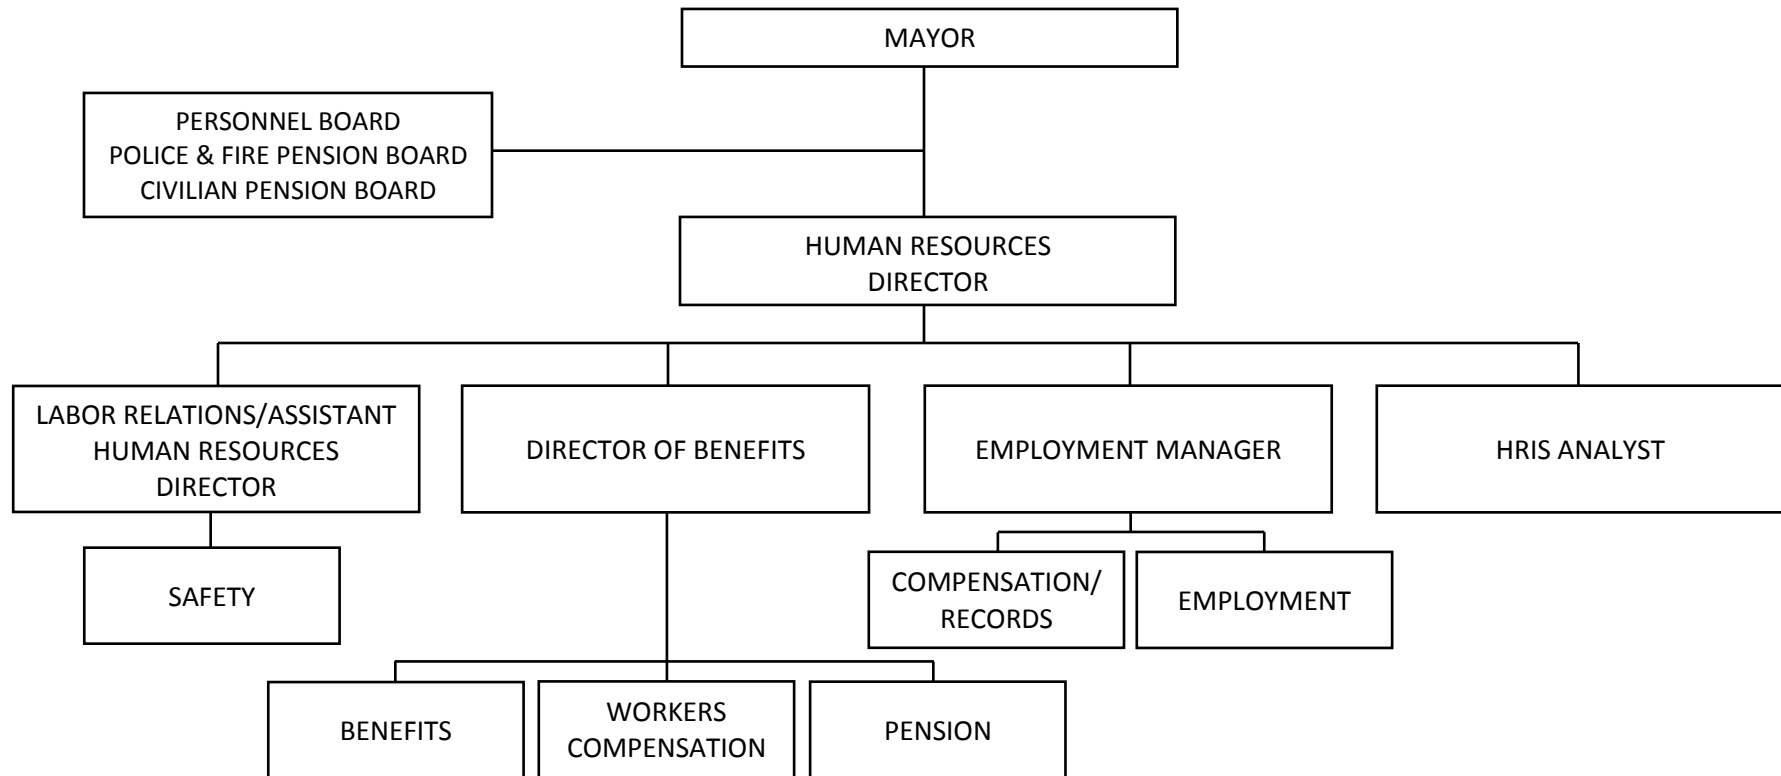 MAYOR
PERSONNEL BOARD
POLICE & FIRE PENSION BOARD
CIVILIAN PENSION BOARD
HUMAN RESOURCES
DIRECTOR
LABOR RELATIONS/ASSISTANT
HUMAN RESOURCES
DIRECTOR
DIRECTOR OF BENEFITS
EMPLOYMENT MANAGER
HRIS ANALYST
SAFETY
COMPENSATION/
RECORDS
EMPLOYMENT
BENEFITS
WORKERS
COMPENSATION
PENSION